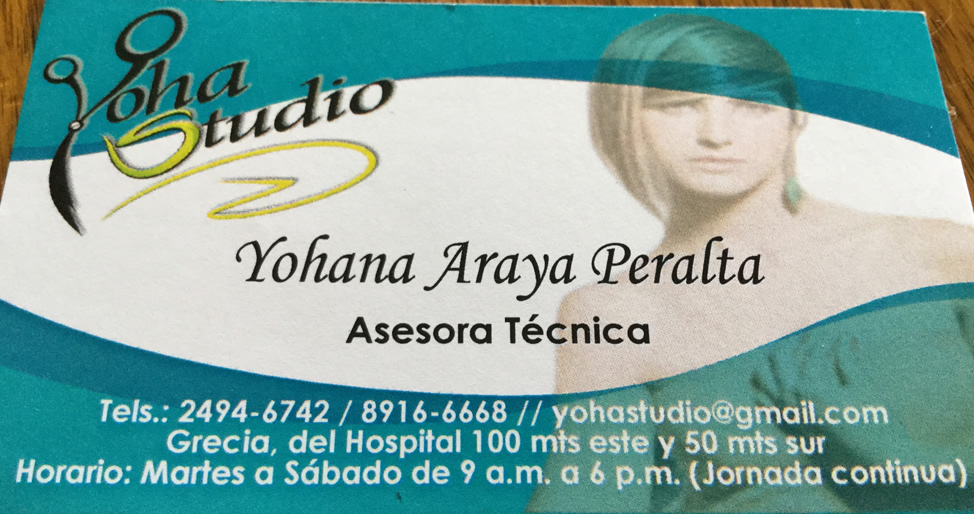 Yoha
Studio
Yohana Araya Peralta
Asesora Técnica
Tels.: 2494-6742 / 8916-6668 // yohastudio@gmail.com
Grecia, del Hospital 100 mts este y 50 mts sur
Horario: Martes a Sábado de 9 a.m. a 6 p.m. (Jornada continua)